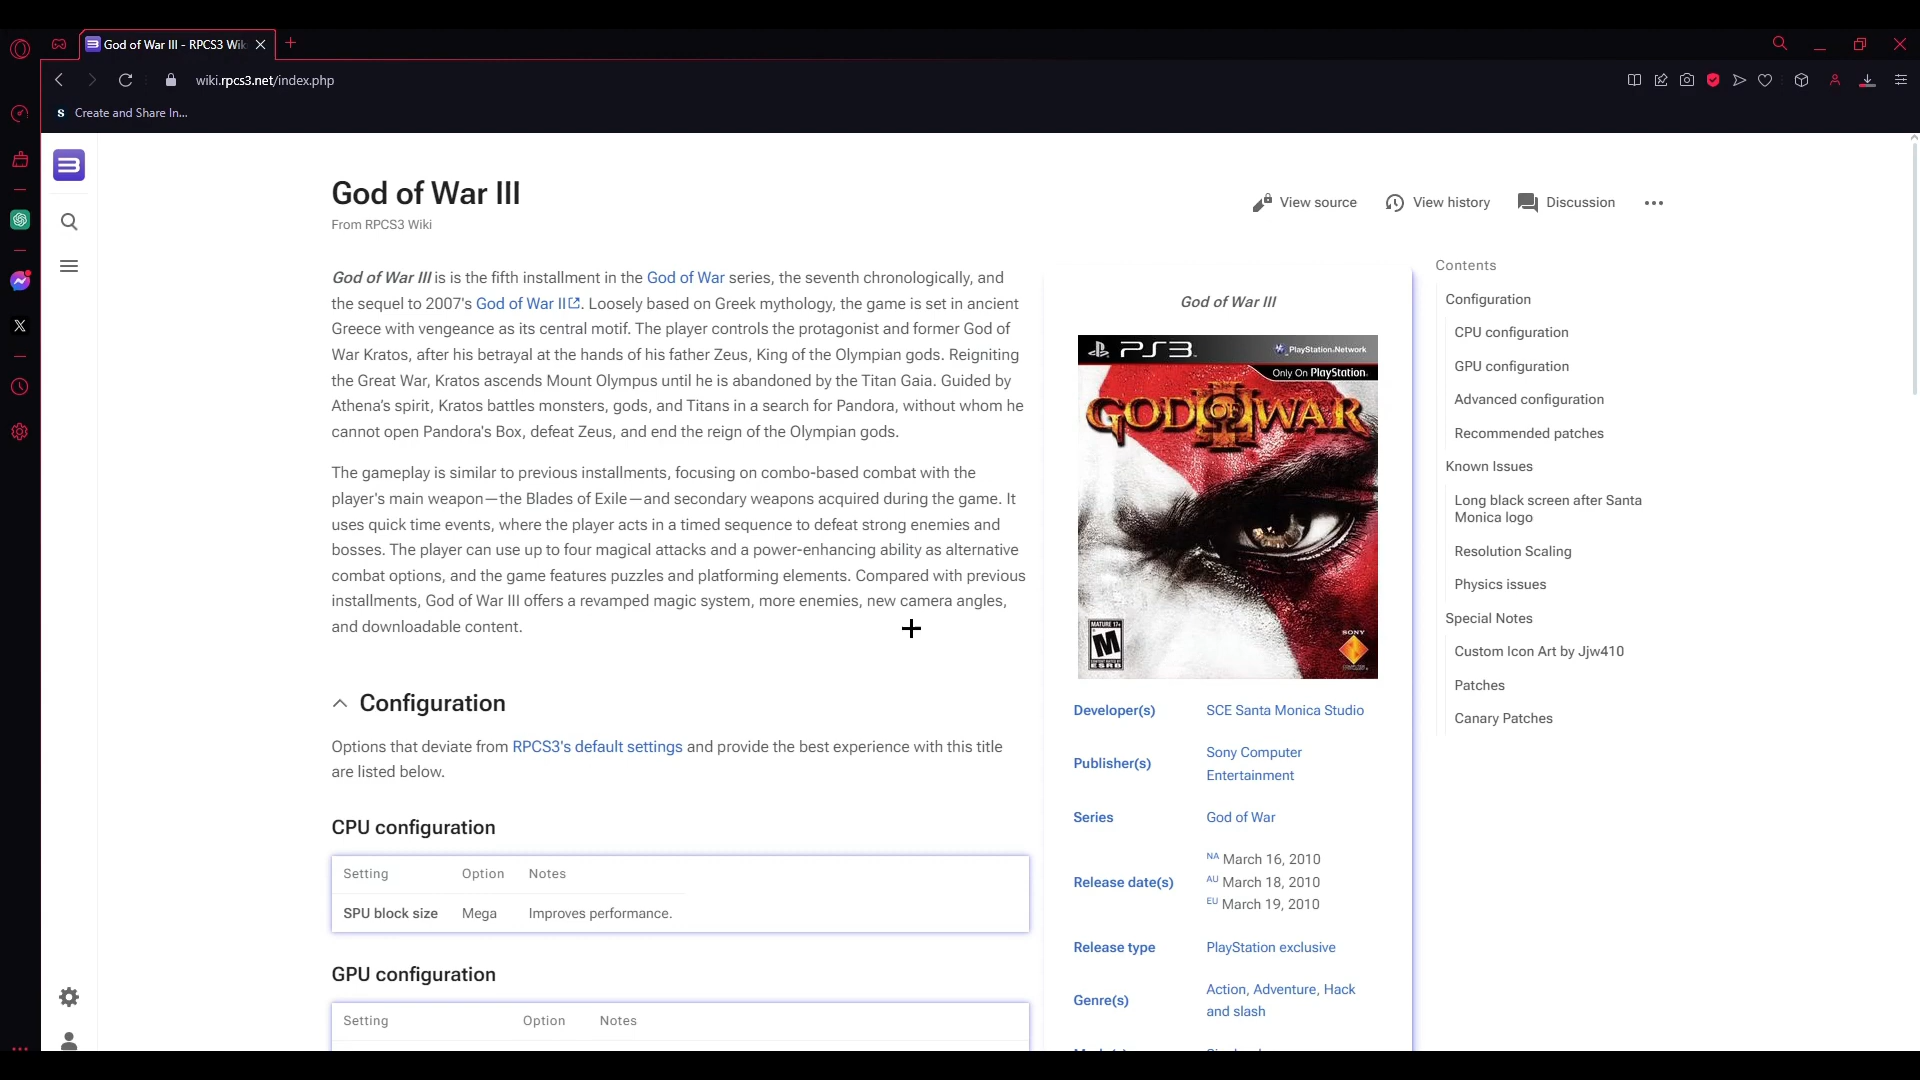 God of War III - RPCS3 Wiki
wiki.rpcs3.net/index.php
S Create and Share In...
God of War III
From RPCS3 Wiki
View source
View history
Discussion
God of War III is is the fifth installment in the God of War series, the seventh chronologically, and
the sequel to 2007's God of War II. Loosely based on Greek mythology, the game is set in ancient
Greece with vengeance as its central motif. The player controls the protagonist and former God of
War Kratos, after his betrayal at the hands of his father Zeus, King of the Olympian gods. Reigniting
the Great War, Kratos ascends Mount Olympus until he is abandoned by the Titan Gaia. Guided by
Athena's spirit, Kratos battles monsters, gods, and Titans in a search for Pandora, without whom he
cannot open Pandora's Box, defeat Zeus, and end the reign of the Olympian gods.
The gameplay is similar to previous installments, focusing on combo-based combat with the
player's main weapon—the Blades of Exile—and secondary weapons acquired during the game. It
uses quick time events, where the player acts in a timed sequence to defeat strong enemies and
bosses. The player can use up to four magical attacks and a power-enhancing ability as alternative
combat options, and the game features puzzles and platforming elements. Compared with previous
installments, God of War III offers a revamped magic system, more enemies, new camera angles,
and downloadable content.
Configuration
Options that deviate from RPCS3's default settings and provide the best experience with this title
are listed below.
CPU configuration
Setting Option Notes
SPU block size Mega Improves performance.
GPU configuration
Setting Option Notes
God of War III
PS3 PlayStation Network
Only On PlayStation
GOD OF WAR III
MATURE 17+
M
ESRB
SONY
Developer(s) SCE Santa Monica Studio
Publisher(s) Sony Computer
Entertainment
Series God of War
Release date(s) NA March 16, 2010
AU March 18, 2010
EU March 19, 2010
Release type PlayStation exclusive
Genre(s) Action, Adventure, Hack
and slash
Contents
Configuration
CPU configuration
GPU configuration
Advanced configuration
Recommended patches
Known Issues
Long black screen after Santa
Monica logo
Resolution Scaling
Physics issues
Special Notes
Custom Icon Art by Jjw410
Patches
Canary Patches